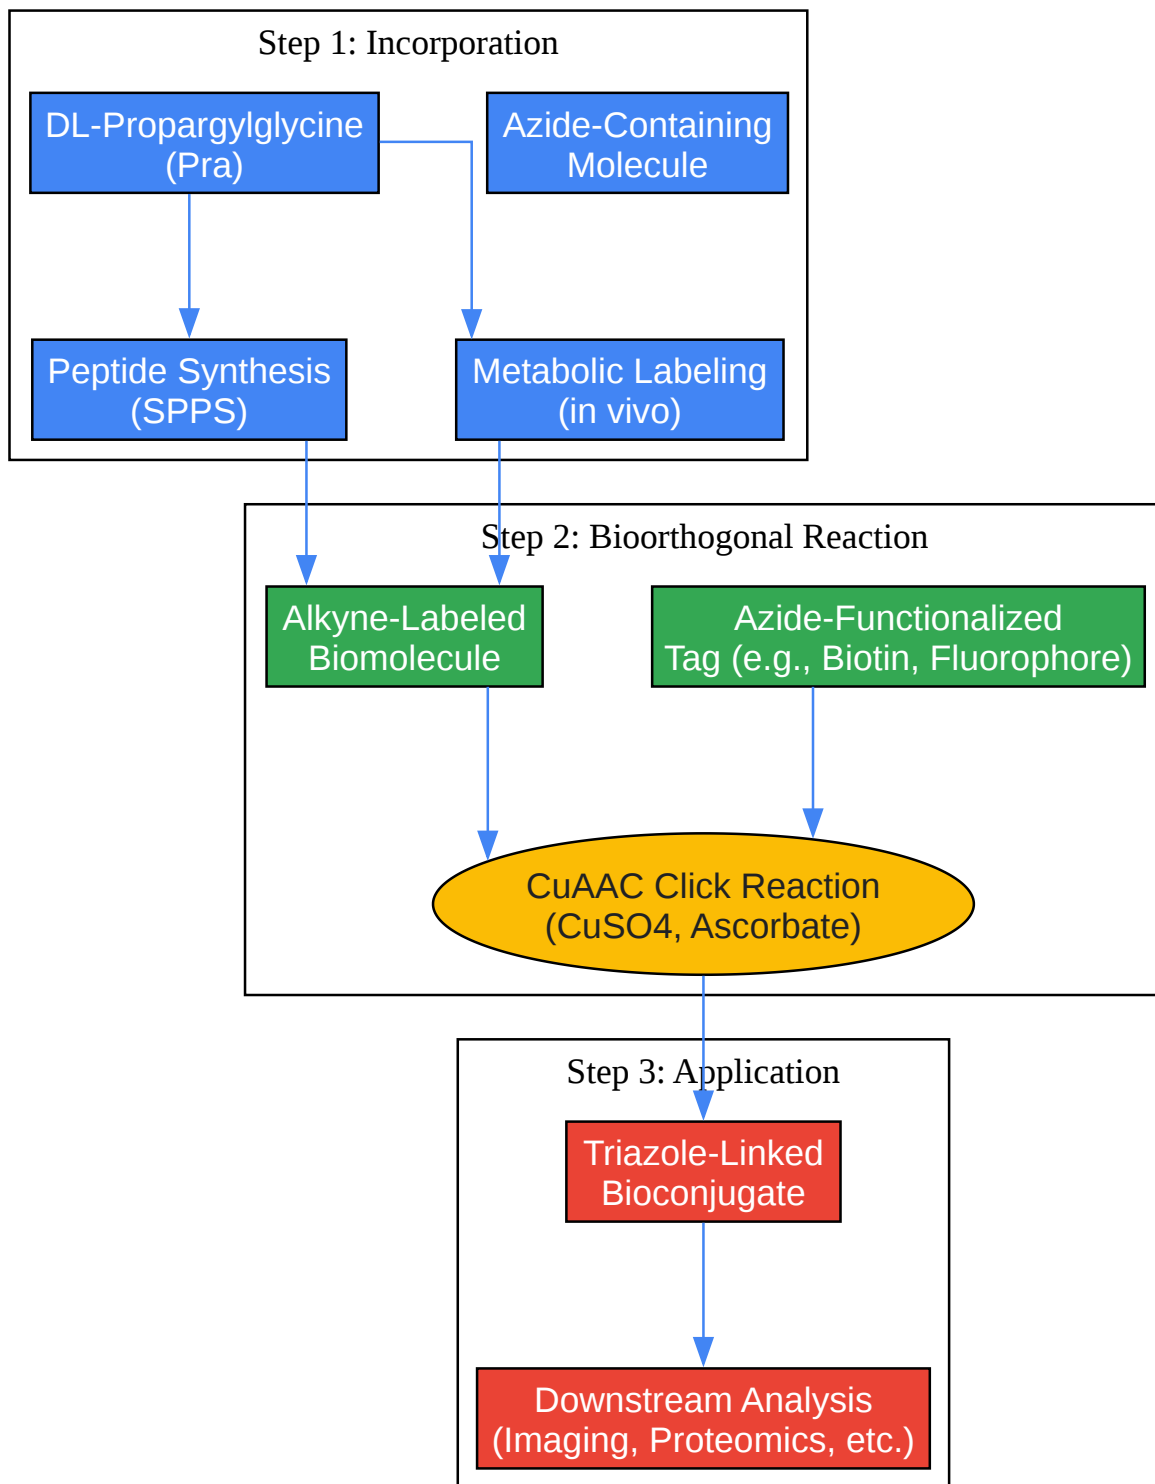 Step 1: Incorporation
DL-Propargylglycine
(Pra)
Azide-Containing
Molecule
Peptide Synthesis
(SPPS)
Metabolic Labeling
(in vivo)
Step 2: Bioorthogonal Reaction
Alkyne-Labeled
Biomolecule
Azide-Functionalized
Tag (e.g., Biotin, Fluorophore)
CuAAC Click Reaction
(CuSO4, Ascorbate)
Step 3: Application
Triazole-Linked
Bioconjugate
Downstream Analysis
(Imaging, Proteomics, etc.)